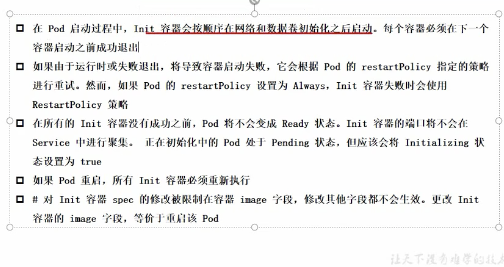 在 Pod 启动过程中，Init 容器会按顺序在网络和数据卷初始化之后启动。每个容器必须在下一个
容器启动之前成功退出
如果由于运行时或失败退出，将导致容器启动失败，它会根据 Pod 的 restartPolicy 指定的策略
进行重试。然而，如果 Pod 的 restartPolicy 设置为 Always，Init 容器失败时会使用
RestartPolicy 策略
在所有的 Init 容器没有成功之前，Pod 将不会变成 Ready 状态。Init 容器的端口将不会在
Service 中进行聚集。 正在初始化中的 Pod 处于 Pending 状态，但应该会将 Initializing 状
态设置为 true
如果 Pod 重启，所有 Init 容器必须重新执行
# 对 Init 容器 spec 的修改被限制在容器 image 字段，修改其他字段都不会生效。更改 Init
容器的 image 字段，等价于重启该 Pod
让天下没有难学的技术